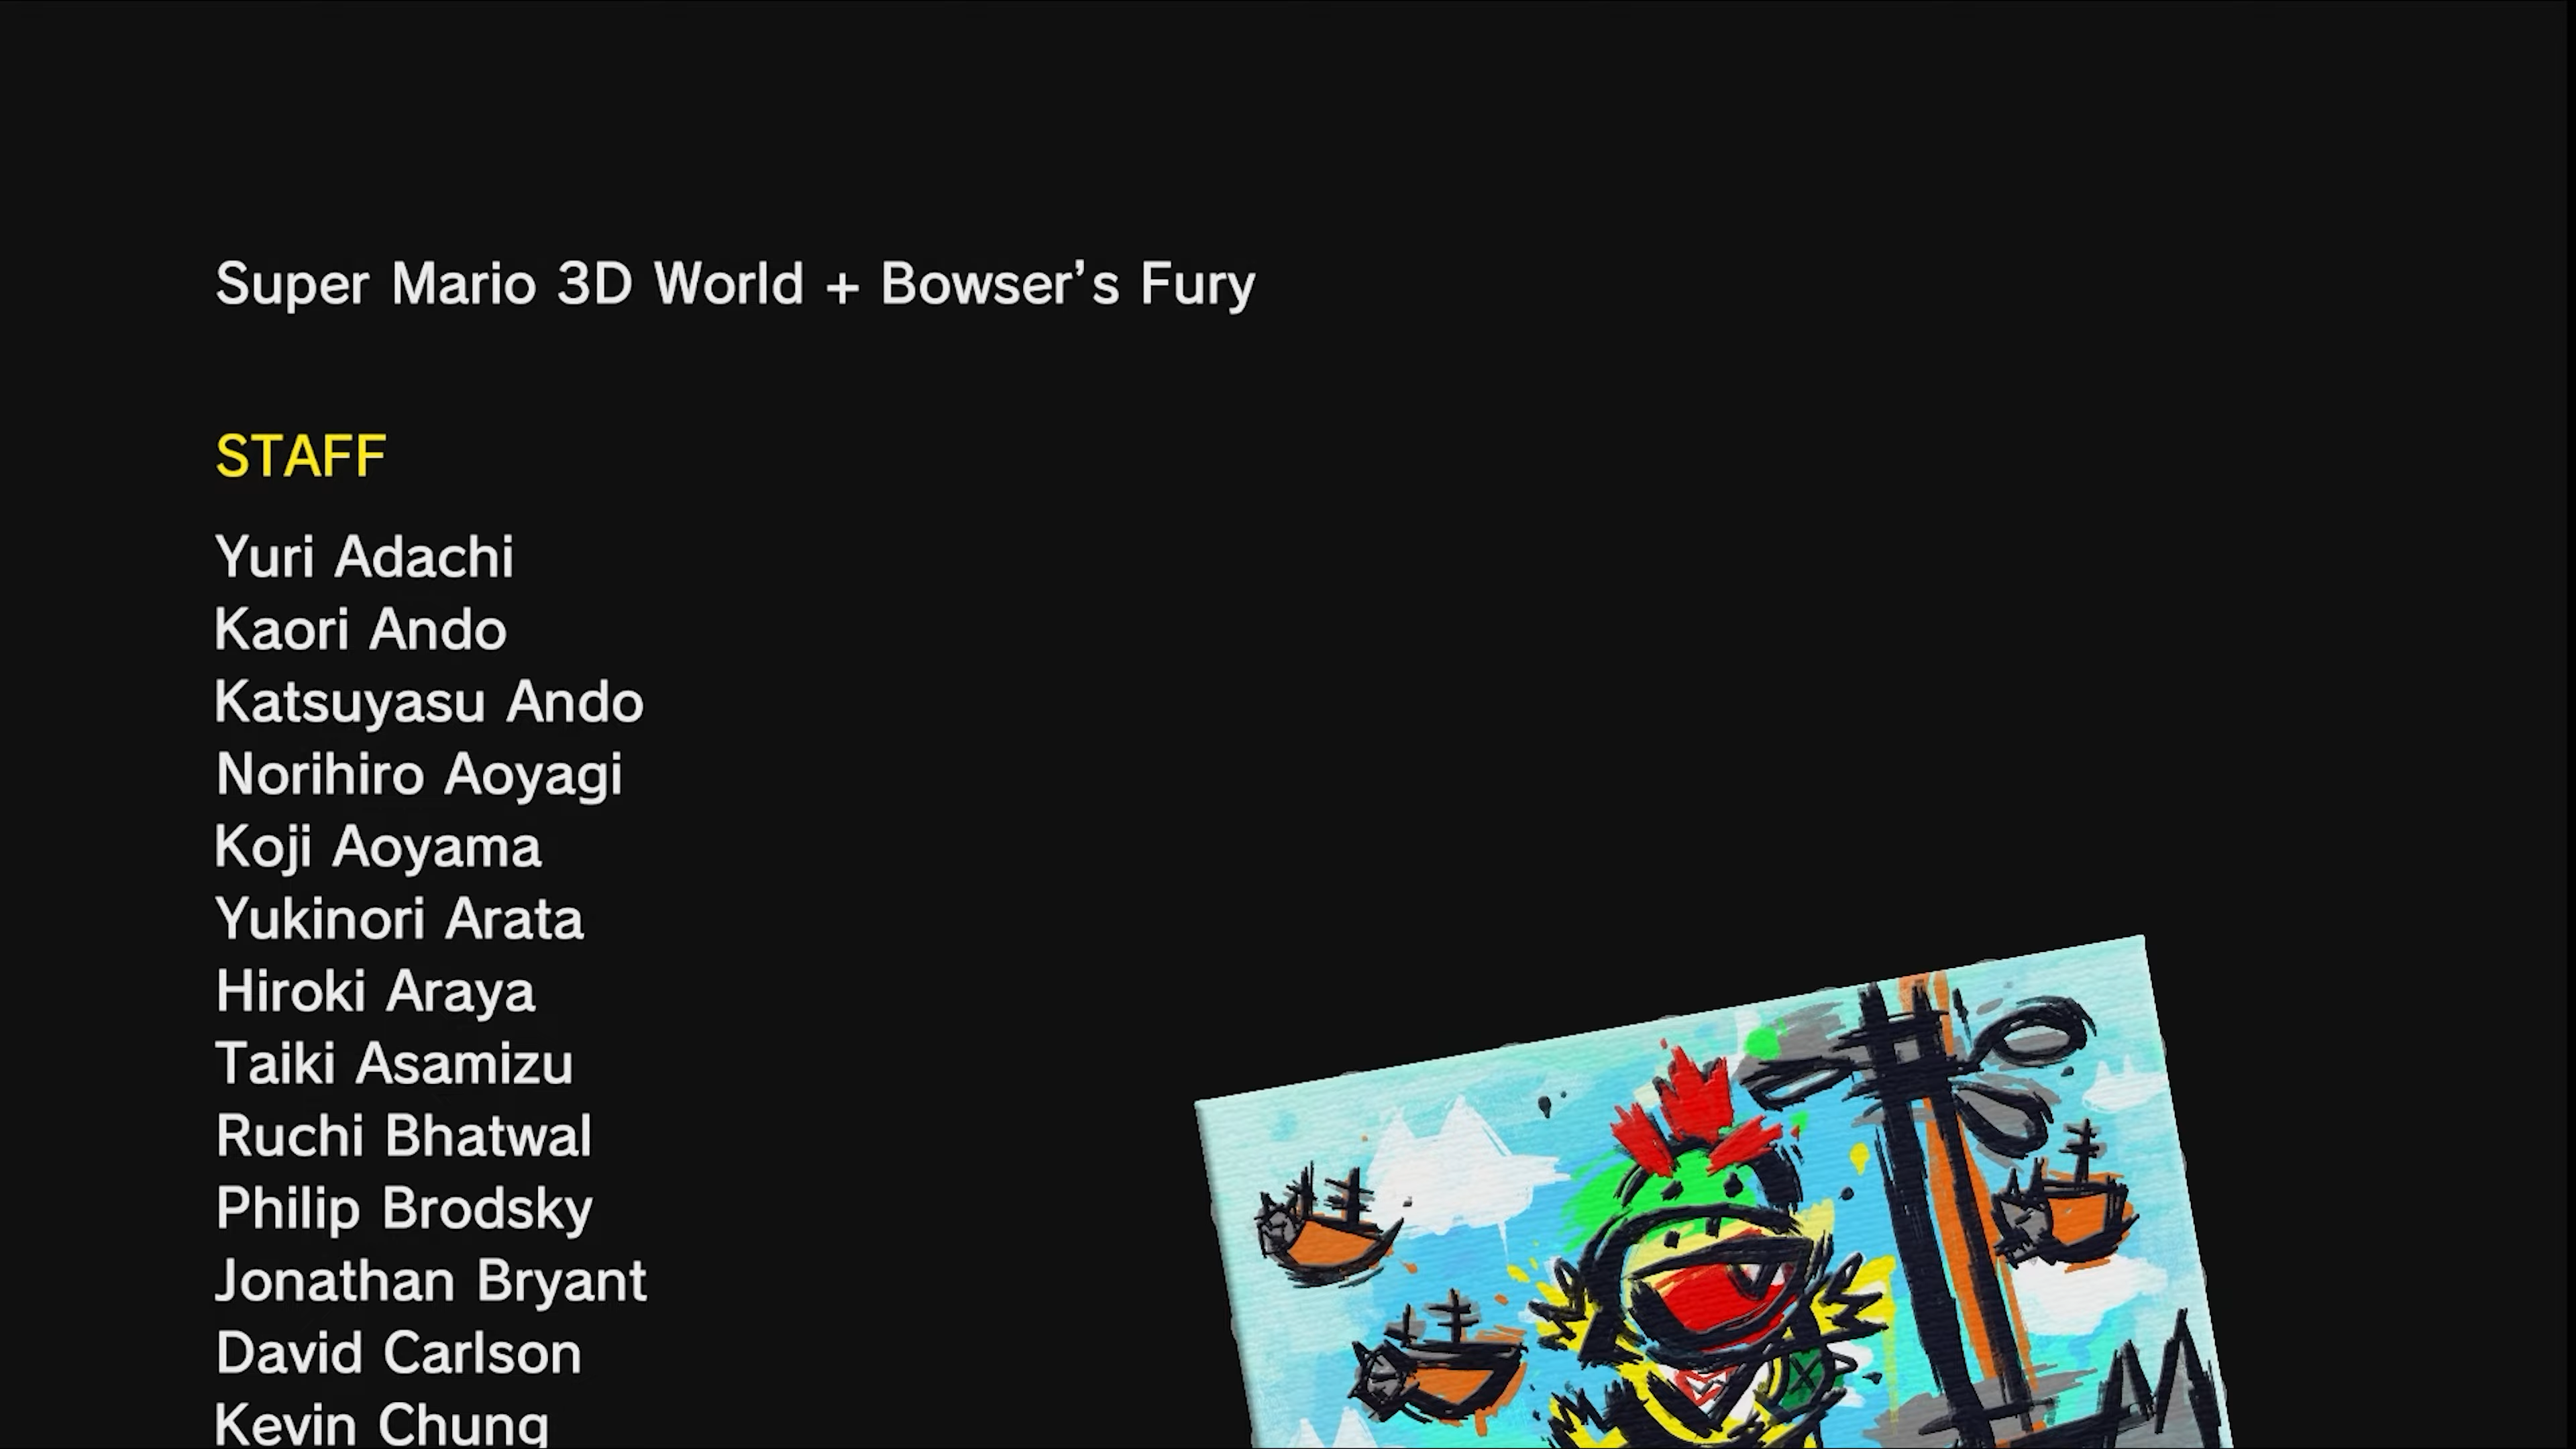 Super Mario 3D World + Bowser’s Fury
STAFF
Yuri Adachi
Kaori Ando
Katsuyasu Ando
Norihiro Aoyagi
Koji Aoyama
Yukinori Arata
Hiroki Araya
Taiki Asamizu
Ruchi Bhatwal
Philip Brodsky
Jonathan Bryant
David Carlson
Kevin Chung